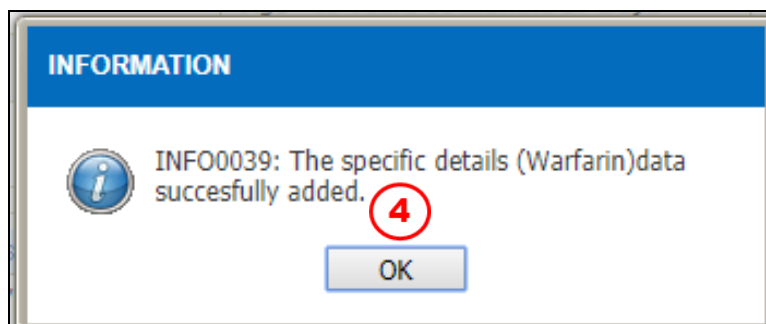 INFORMATION
INFO0039: The specific details (Warfarin)data
succesfully added.
4
OK